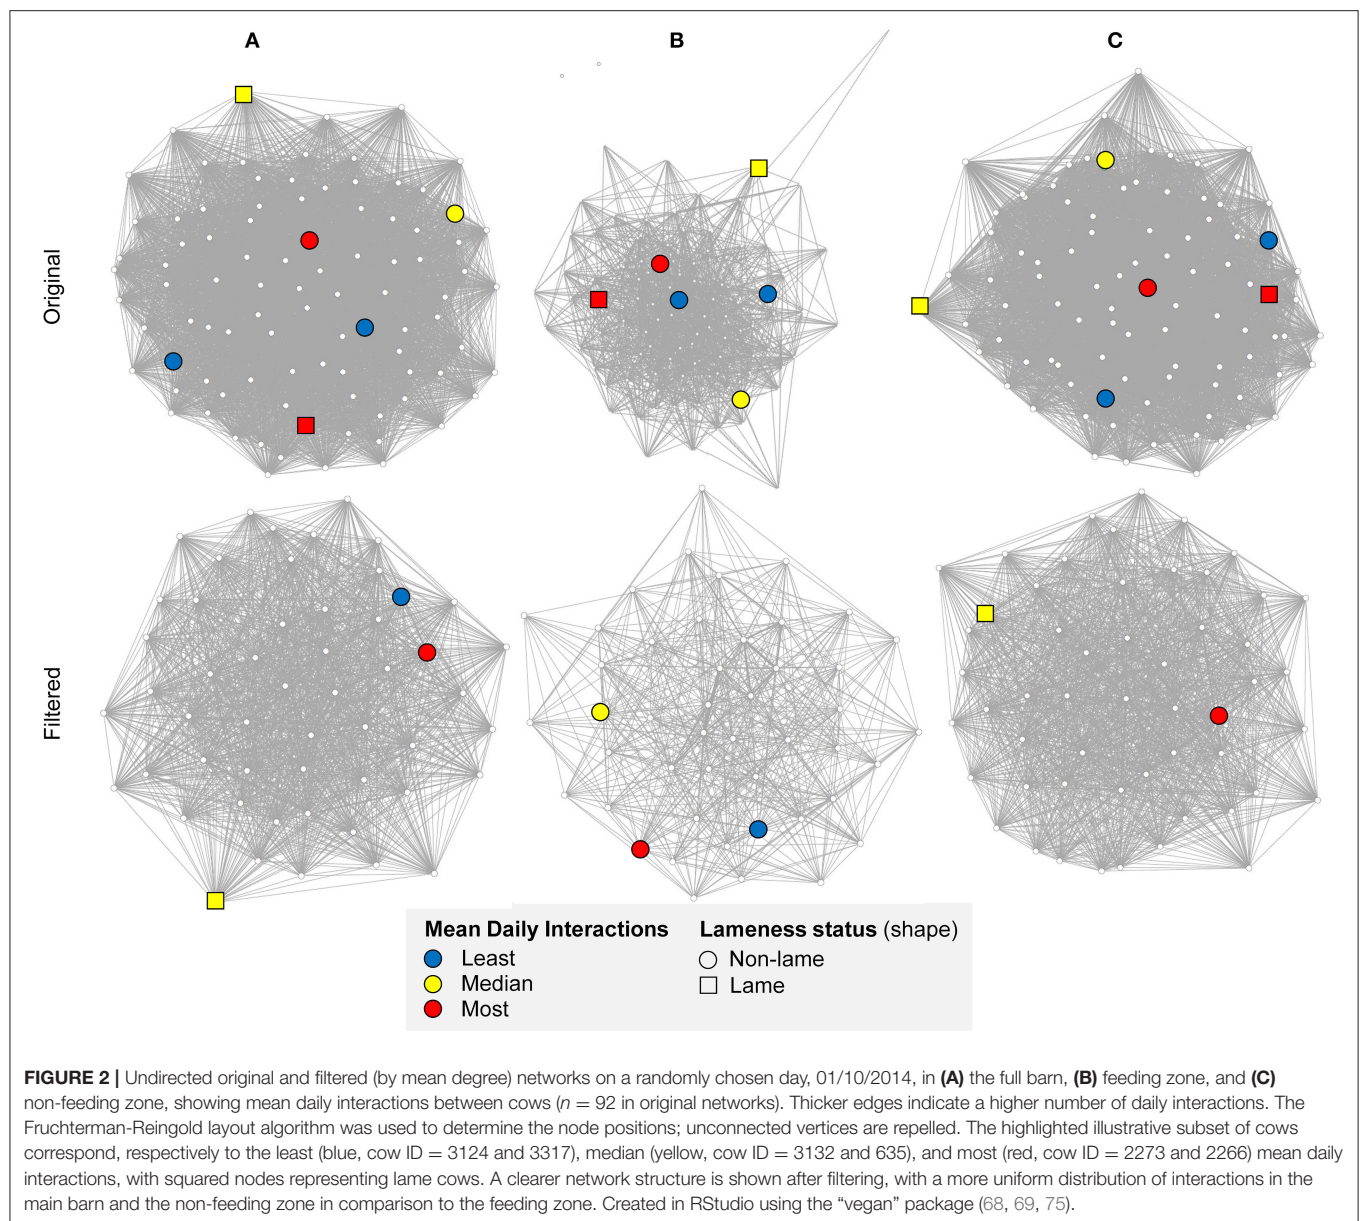 A
B
C
Original
Filtered
Mean Daily Interactions
Least
Median
Most
Lameness status (shape)
Non-lame
Lame
FIGURE 2 | Undirected original and filtered (by mean degree) networks on a randomly chosen day, 01/10/2014, in (A) the full barn, (B) feeding zone, and (C)
non-feeding zone, showing mean daily interactions between cows (n = 92 in original networks). Thicker edges indicate a higher number of daily interactions. The
Fruchterman-Reingold layout algorithm was used to determine the node positions; unconnected vertices are repelled. The highlighted illustrative subset of cows
correspond, respectively to the least (blue, cow ID = 3124 and 3317), median (yellow, cow ID = 3132 and 635), and most (red, cow ID = 2273 and 2266) mean daily
interactions, with squared nodes representing lame cows. A clearer network structure is shown after filtering, with a more uniform distribution of interactions in the
main barn and the non-feeding zone in comparison to the feeding zone. Created in RStudio using the “vegan” package (68, 69, 75).